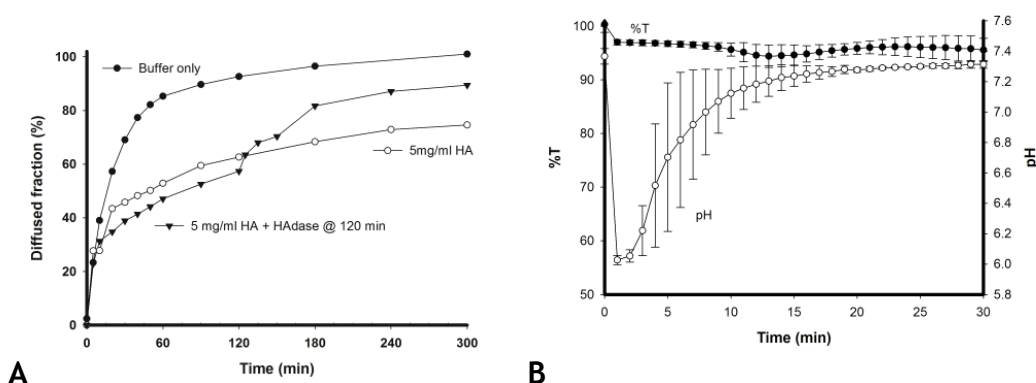 %T
Buffer only
5mg/ml HA
5 mg/ml HA + HAdase @ 120 min
Diffused fraction (%)
100
80
60
40
20
0
0 60 120 180 240 300
Time (min)
A
%T
pH
%T
100
90
80
70
60
50
pH
7.6
7.4
7.2
7.0
6.8
6.6
6.4
6.2
6.0
5.8
0 5 10 15 20 25 30
Time (min)
B